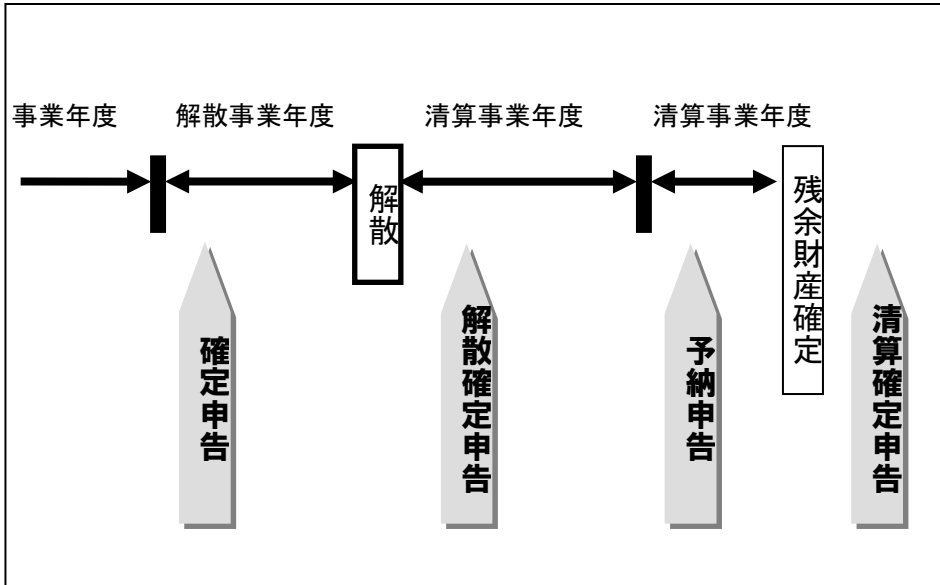 事業年度
解散事業年度
清算事業年度
清算事業年度
解散
残余財産確定
確定申告
解散確定申告
予納申告
清算確定申告